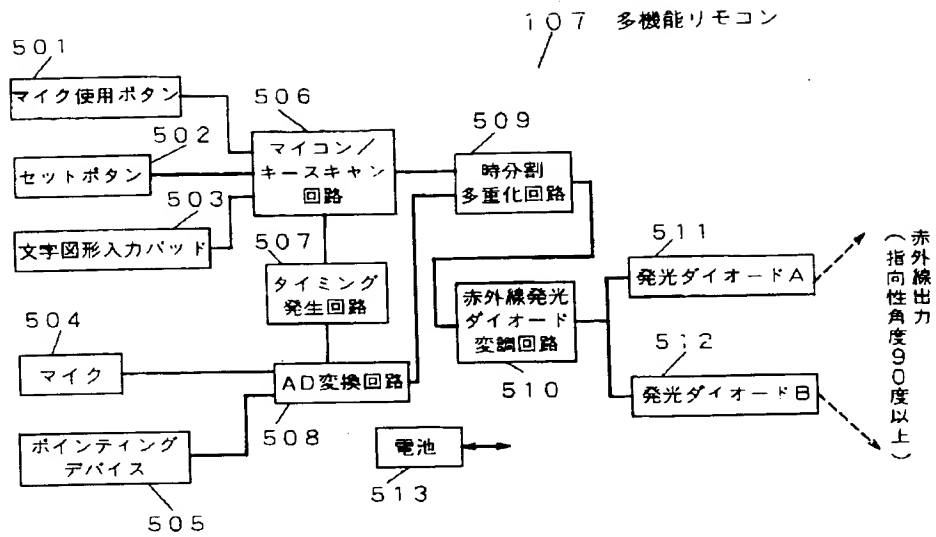 107 多機能リモコン
501
マイク使用ボタン
502
セットボタン
503
文字図形入力パッド
504
マイク
ポインティング
デバイス
505
506
マイコン/
キースキャン
回路
507
タイミング
発生回路
AD変換回路
508
509
時分割
多重化回路
赤外線発光
ダイオード
変調回路
510
511
発光ダイオードA
512
発光ダイオードB
電池
513
赤外線出力
(指向性角度90度以上)